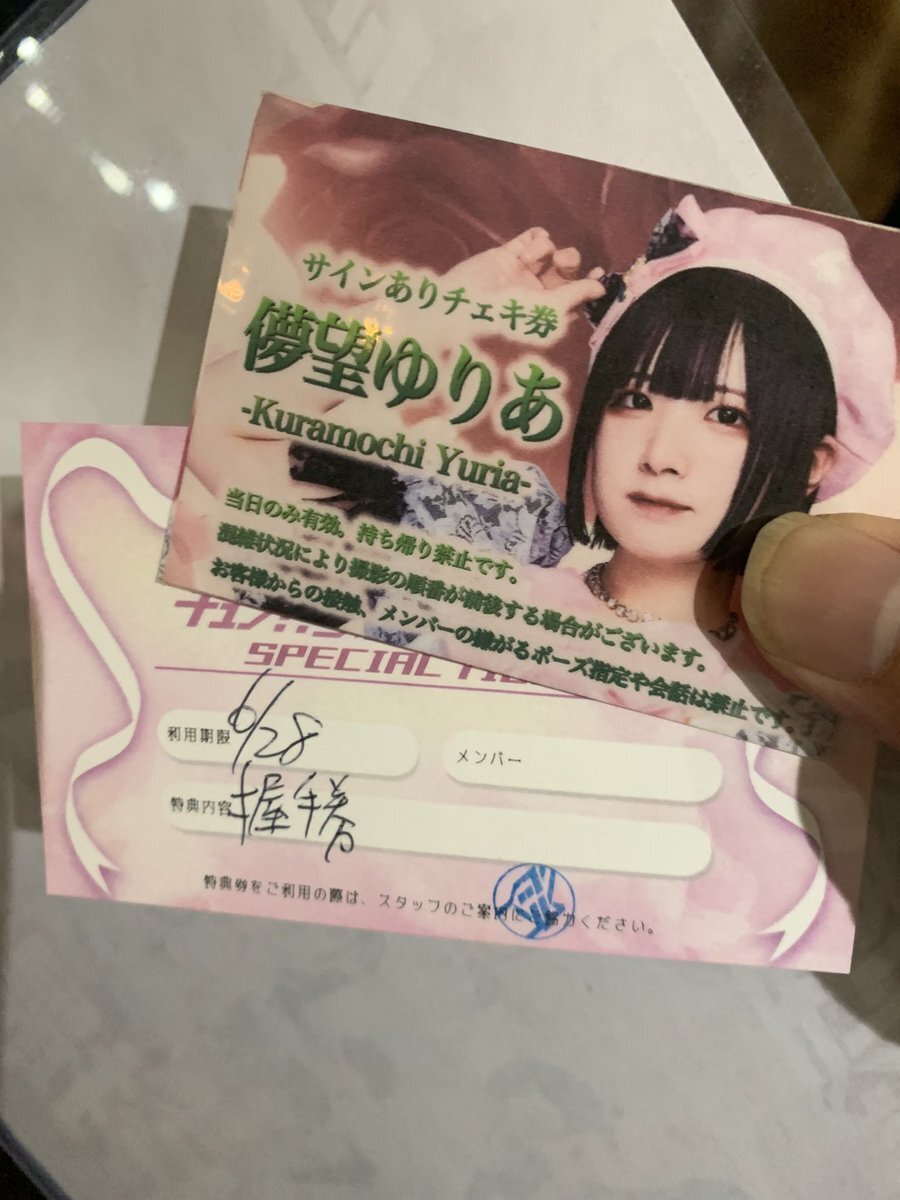 サインありチェキ券
儚望ゆりあ
-Kuramochi Yuria-
当日のみ有効。持ち帰り禁止です。
混雑状況により撮影の順番が前後する場合がございます。
お客様からの接触、メンバーの嫌がるポーズ指定や会話は禁止です。
SPECIAL
利用期限 6/28
メンバー
特典内容 握手券
特典券をご利用の際は、スタッフのご案内に ください。